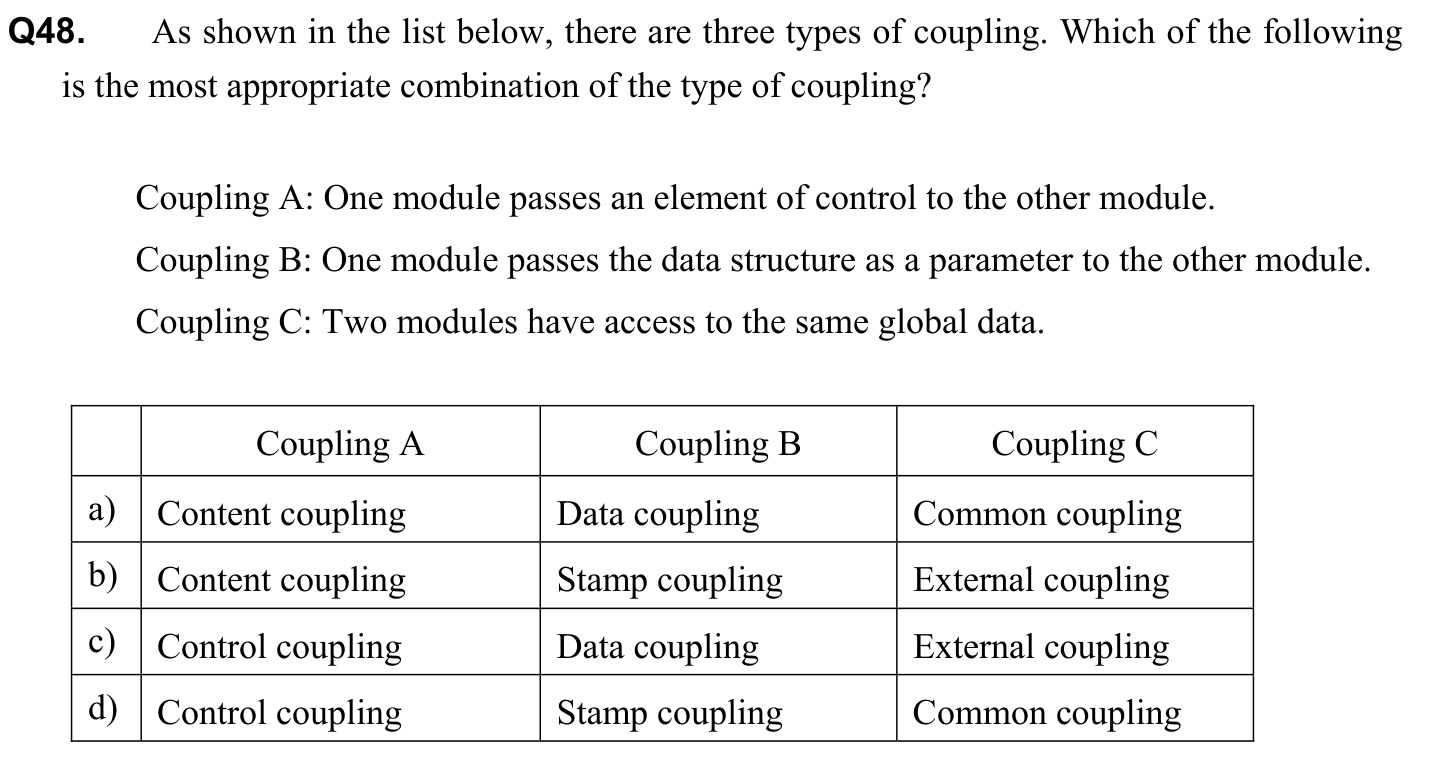 Q48. As shown in the list below, there are three types of coupling. Which of the following
is the most appropriate combination of the type of coupling?
Coupling A: One module passes an element of control to the other module.
Coupling B: One module passes the data structure as a parameter to the other module.
Coupling C: Two modules have access to the same global data.
Coupling A Coupling B Coupling C
a) Content coupling Data coupling Common coupling
b) Content coupling Stamp coupling External coupling
c) Control coupling Data coupling External coupling
d) Control coupling Stamp coupling Common coupling